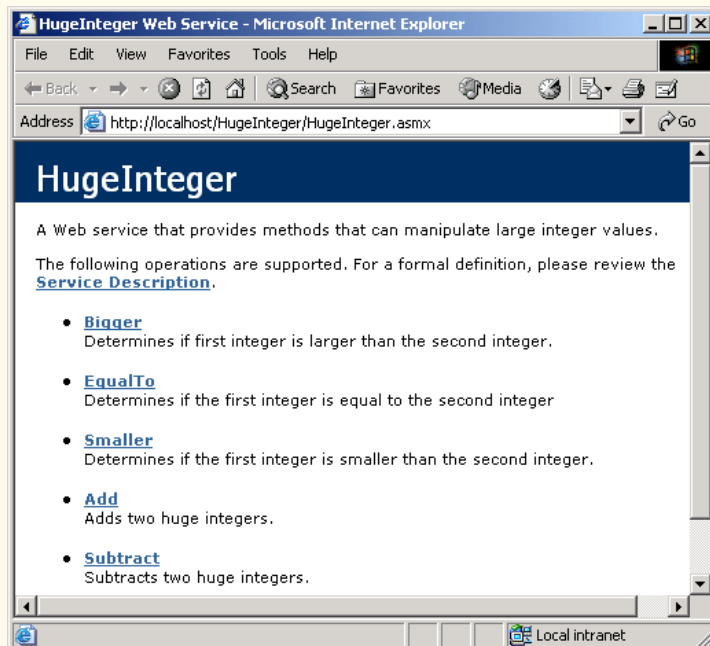 HugeInteger Web Service - Microsoft Internet Explorer
File Edit View Favorites Tools Help
Back Search Favorites Media
Address http://localhost/HugeInteger/HugeInteger.asmx Go
HugeInteger
A Web service that provides methods that can manipulate large integer values.
The following operations are supported. For a formal definition, please review the
Service Description.
• Bigger
Determines if first integer is larger than the second integer.
• EqualTo
Determines if the first integer is equal to the second integer
• Smaller
Determines if the first integer is smaller than the second integer.
• Add
Adds two huge integers.
• Subtract
Subtracts two huge integers.
Local intranet